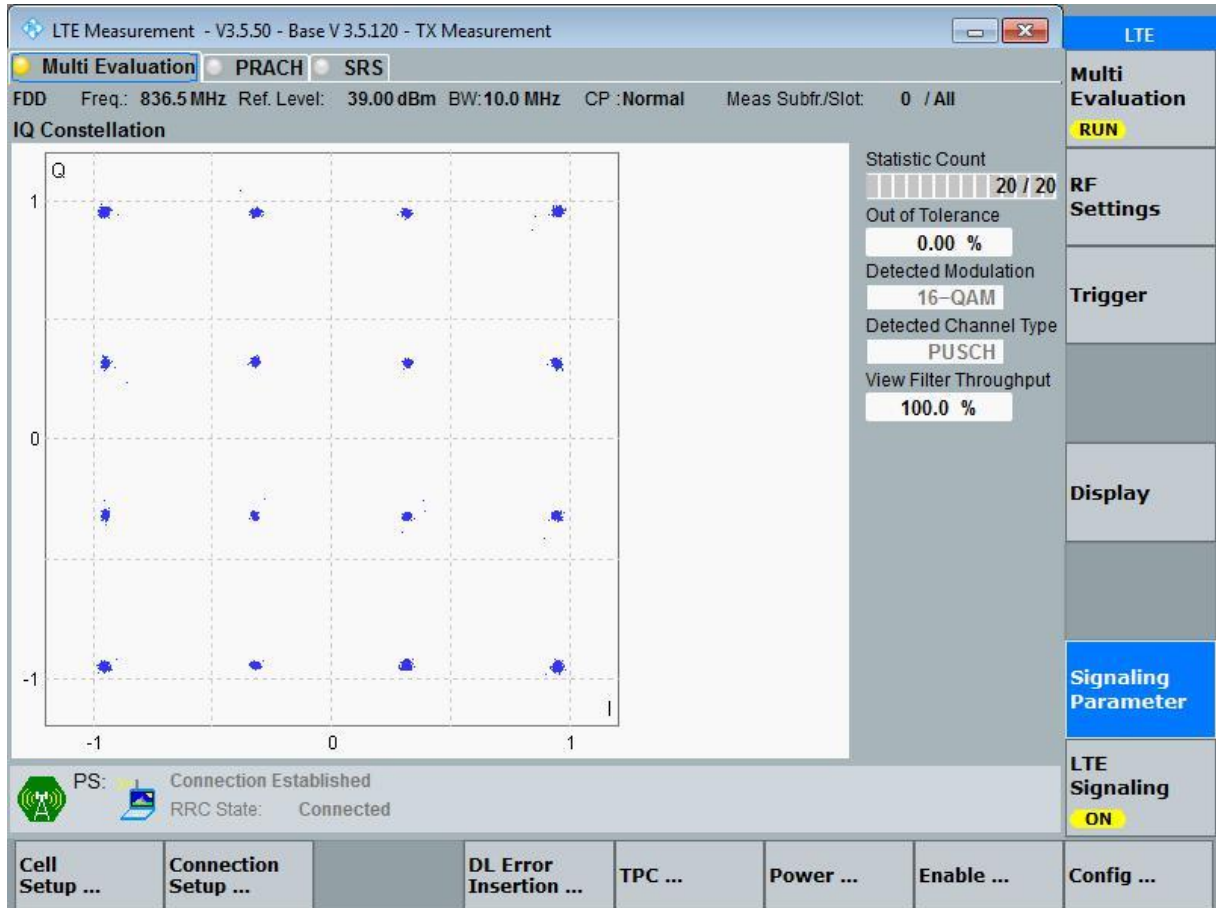 LTE Measurement - V3.5.50 - Base V 3.5.120 - TX Measurement
LTE
Multi Evaluation PRACH SRS
FDD Freq.: 836.5 MHz Ref. Level: 39.00 dBm BW: 10.0 MHz CP : Normal Meas Subfr./Slot: 0 / All
IQ Constellation
Q
1
0
-1
I
-1 0 1
Statistic Count
20 / 20
Out of Tolerance
0.00 %
Detected Modulation
16-QAM
Detected Channel Type
PUSCH
View Filter Throughput
100.0 %
Multi
Evaluation
RUN
RF
Settings
Trigger
Display
Signaling
Parameter
LTE
Signaling
ON
PS: Connection Established
RRC State: Connected
Cell
Setup ...
Connection
Setup ...
DL Error
Insertion ...
TPC ...
Power ...
Enable ...
Config ...